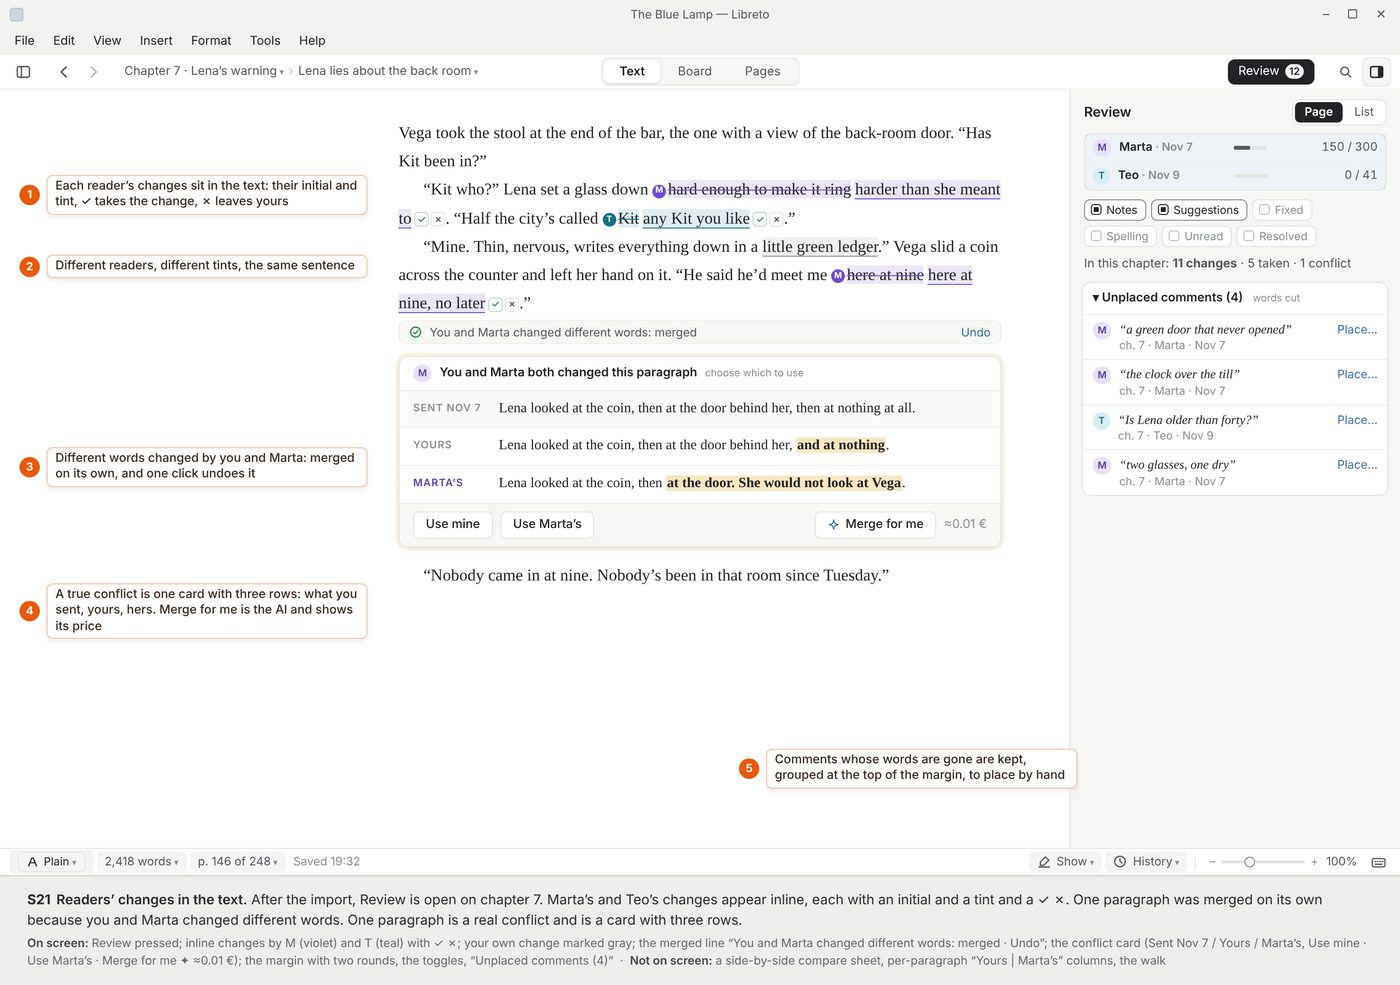 The Blue Lamp — Libreto
File Edit View Insert Format Tools Help
Chapter 7 · Lena’s warning ▾ › Lena lies about the back room ▾
Text Board Pages
Review 12
Vega took the stool at the end of the bar, the one with a view of the back-room door. “Has
Kit been in?”
“Kit who?” Lena set a glass down M hard enough to make it ring harder than she meant
to ✓ ×. “Half the city’s called T Kit any Kit you like ✓ ×.”
“Mine. Thin, nervous, writes everything down in a little green ledger.” Vega slid a coin
across the counter and left her hand on it. “He said he’d meet me M here at nine here at
nine, no later ✓ ×.”
You and Marta changed different words: merged Undo
M You and Marta both changed this paragraph choose which to use
SENT NOV 7 Lena looked at the coin, then at the door behind her, then at nothing at all.
YOURS Lena looked at the coin, then at the door behind her, and at nothing.
MARTA’S Lena looked at the coin, then at the door. She would not look at Vega.
Use mine Use Marta’s Merge for me ≈0.01 €
“Nobody came in at nine. Nobody’s been in that room since Tuesday.”
1 Each reader’s changes sit in the text: their initial and
tint, ✓ takes the change, × leaves yours
2 Different readers, different tints, the same sentence
3 Different words changed by you and Marta: merged
on its own, and one click undoes it
4 A true conflict is one card with three rows: what you
sent, yours, hers. Merge for me is the AI and shows
its price
5 Comments whose words are gone are kept,
grouped at the top of the margin, to place by hand
Review Page List
M Marta · Nov 7 150 / 300
T Teo · Nov 9 0 / 41
Notes Suggestions Fixed
Spelling Unread Resolved
In this chapter: 11 changes · 5 taken · 1 conflict
▾ Unplaced comments (4) words cut
M “a green door that never opened” Place…
ch. 7 · Marta · Nov 7
M “the clock over the till” Place…
ch. 7 · Marta · Nov 7
T “Is Lena older than forty?” Place…
ch. 7 · Teo · Nov 9
M “two glasses, one dry” Place…
ch. 7 · Marta · Nov 7
A Plain ▾ 2,418 words ▾ p. 146 of 248 ▾ Saved 19:32
Show ▾ History ▾ − + 100%
S21 Readers’ changes in the text. After the import, Review is open on chapter 7. Marta’s and Teo’s changes appear inline, each with an initial and a tint and a ✓ ×. One paragraph was merged on its own
because you and Marta changed different words. One paragraph is a real conflict and is a card with three rows.
On screen: Review pressed; inline changes by M (violet) and T (teal) with ✓ ×; your own change marked gray; the merged line “You and Marta changed different words: merged · Undo”; the conflict card (Sent Nov 7 / Yours / Marta’s, Use mine ·
Use Marta’s · Merge for me ✦ ≈0.01 €); the margin with two rounds, the toggles, “Unplaced comments (4)” · Not on screen: a side-by-side compare sheet, per-paragraph “Yours | Marta’s” columns, the walk